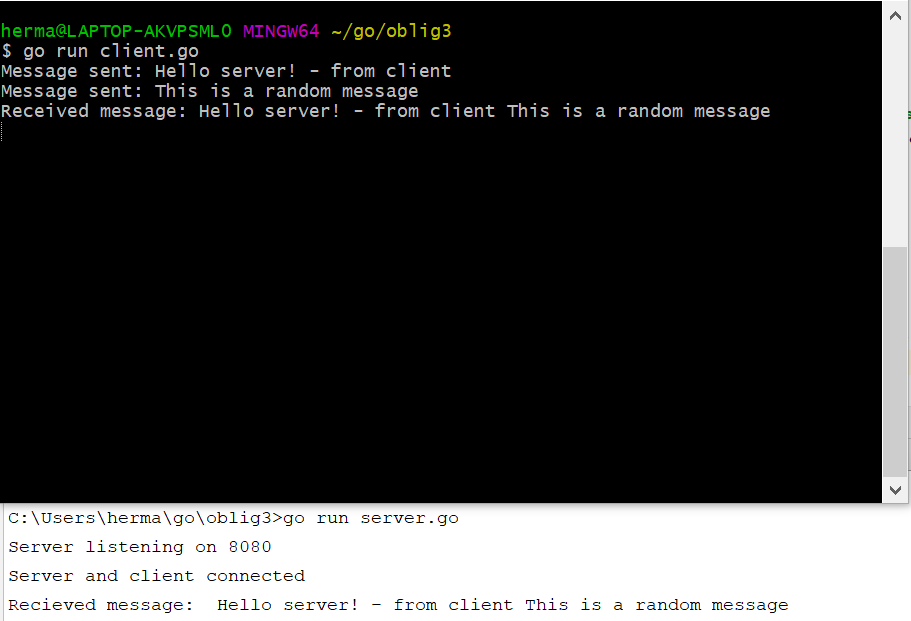 herma@LAPTOP-AKVPSML0 MINGW64 ~/go/oblig3
$ go run client.go
Message sent: Hello server! - from client
Message sent: This is a random message
Received message: Hello server! - from client This is a random message
C:\Users\herma\go\oblig3>go run server.go
Server listening on 8080
Server and client connected
Recieved message:  Hello server! - from client This is a random message